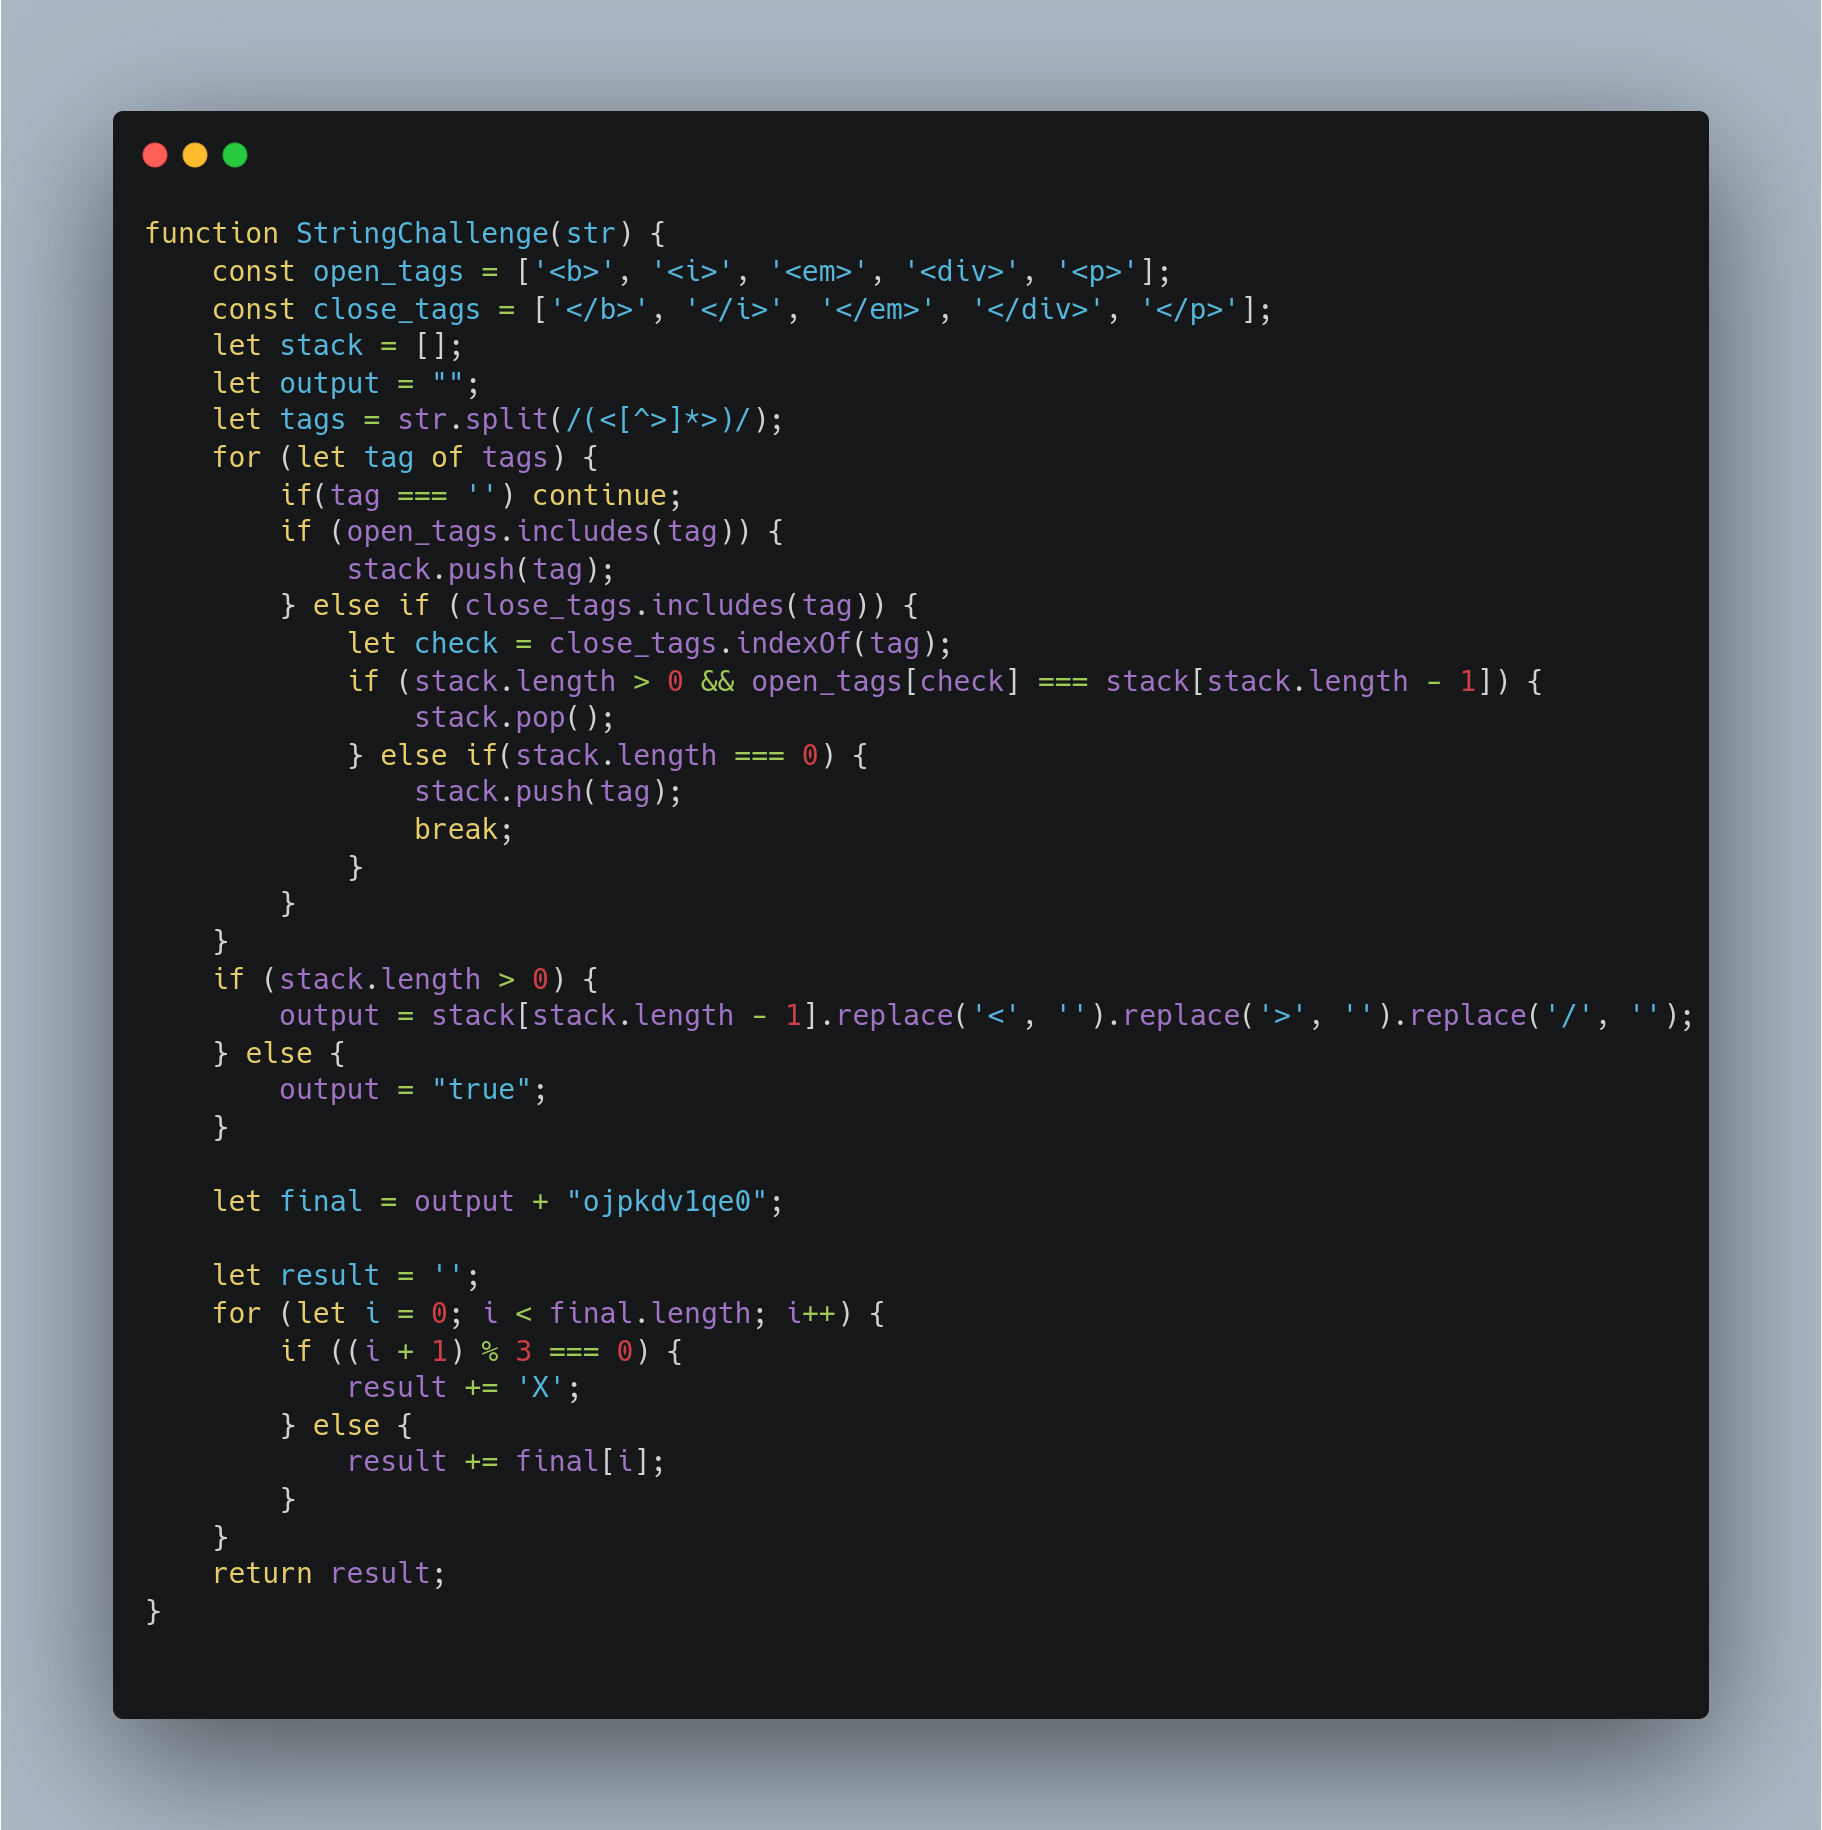 function StringChallenge(str) {
    const open_tags = ['<b>', '<i>', '<em>', '<div>', '<p>'];
    const close_tags = ['</b>', '</i>', '</em>', '</div>', '</p>'];
    let stack = [];
    let output = "";
    let tags = str.split(/(<[^>]*>)/);
    for (let tag of tags) {
        if(tag === '') continue;
        if (open_tags.includes(tag)) {
            stack.push(tag);
        } else if (close_tags.includes(tag)) {
            let check = close_tags.indexOf(tag);
            if (stack.length > 0 && open_tags[check] === stack[stack.length - 1]) {
                stack.pop();
            } else if(stack.length === 0) {
                stack.push(tag);
                break;
            }
        }
    }
    if (stack.length > 0) {
        output = stack[stack.length - 1].replace('<', '').replace('>', '').replace('/', '');
    } else {
        output = "true";
    }

    let final = output + "ojpkdv1qe0";

    let result = '';
    for (let i = 0; i < final.length; i++) {
        if ((i + 1) % 3 === 0) {
            result += 'X';
        } else {
            result += final[i];
        }
    }
    return result;
}